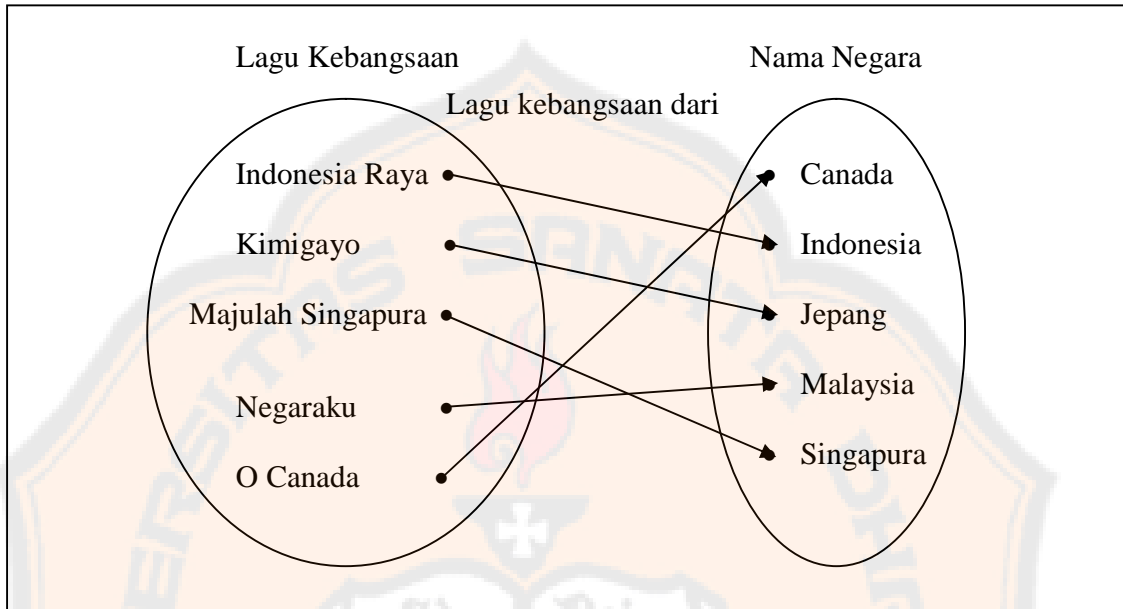 Lagu Kebangsaan
Nama Negara
Lagu kebangsaan dari
Indonesia Raya
Kimigayo
Majulah Singapura
Negaraku
O Canada
Canada
Indonesia
Jepang
Malaysia
Singapura